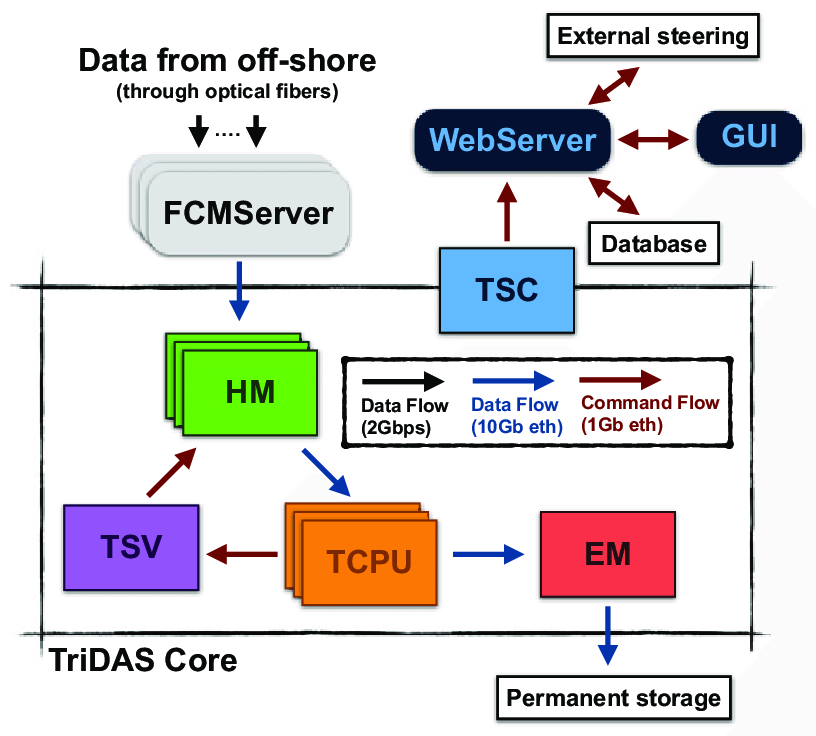 External steering
Data from off-shore
(through optical fibers)
....
WebServer
GUI
FCMServer
Database
TSC
HM
Data Flow
(2Gbps)
Data Flow
(10Gb eth)
Command Flow
(1Gb eth)
TSV
TCPU
EM
TriDAS Core
Permanent storage